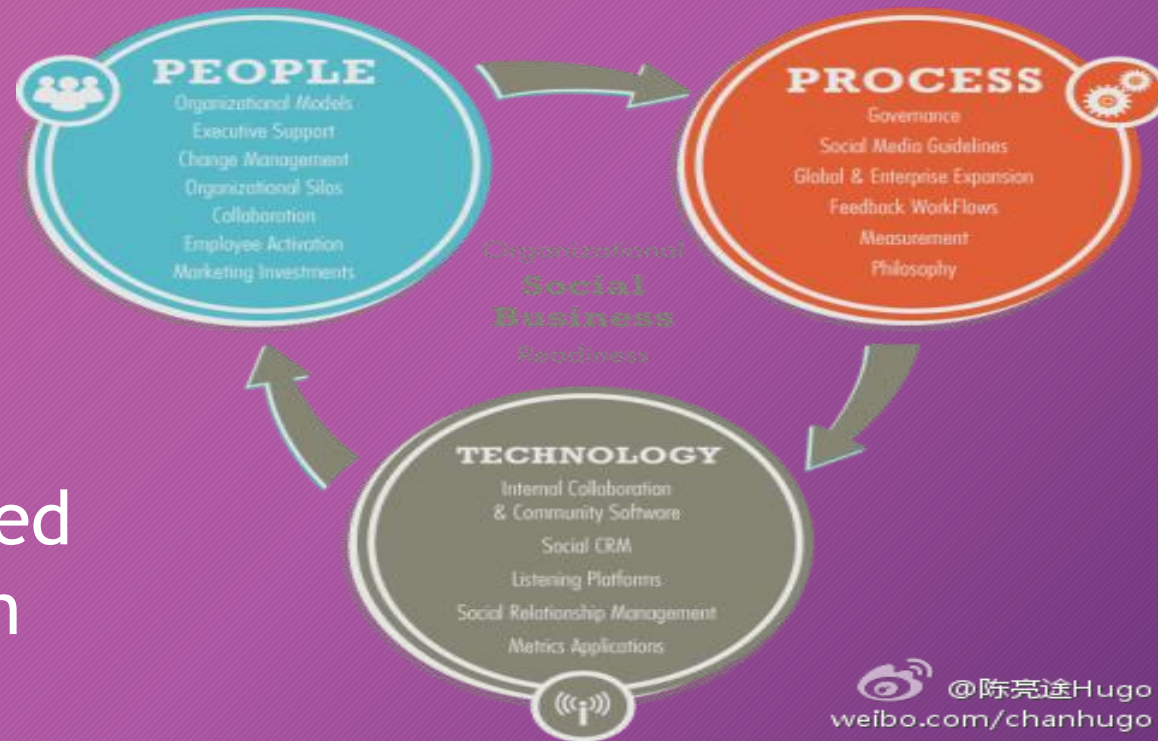 PEOPLE
Organizational Models
Executive Support
Change Management
Organizational Silos
Collaboration
Employee Activation
Marketing Investments
PROCESS
Governance
Social Media Guidelines
Global & Enterprise Expansion
Feedback WorkFlows
Measurement
Philosophy
Organizational
Social
Business
Readiness
TECHNOLOGY
Internal Collaboration
& Community Software
Social CRM
Listening Platforms
Social Relationship Management
Metrics Applications
@陈亮途Hugo
weibo.com/chanhugo